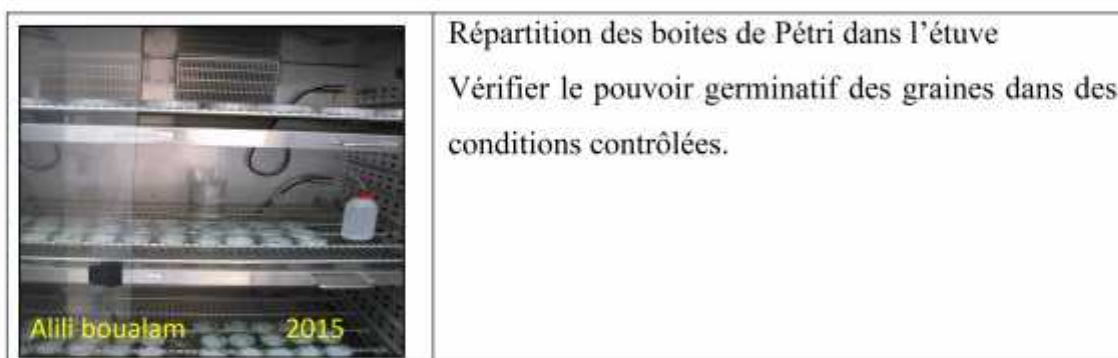 Répartition des boites de Pétri dans l'étuve
Vérifier le pouvoir germinatif des graines dans des
conditions contrôlées.
Alili boualam 2015